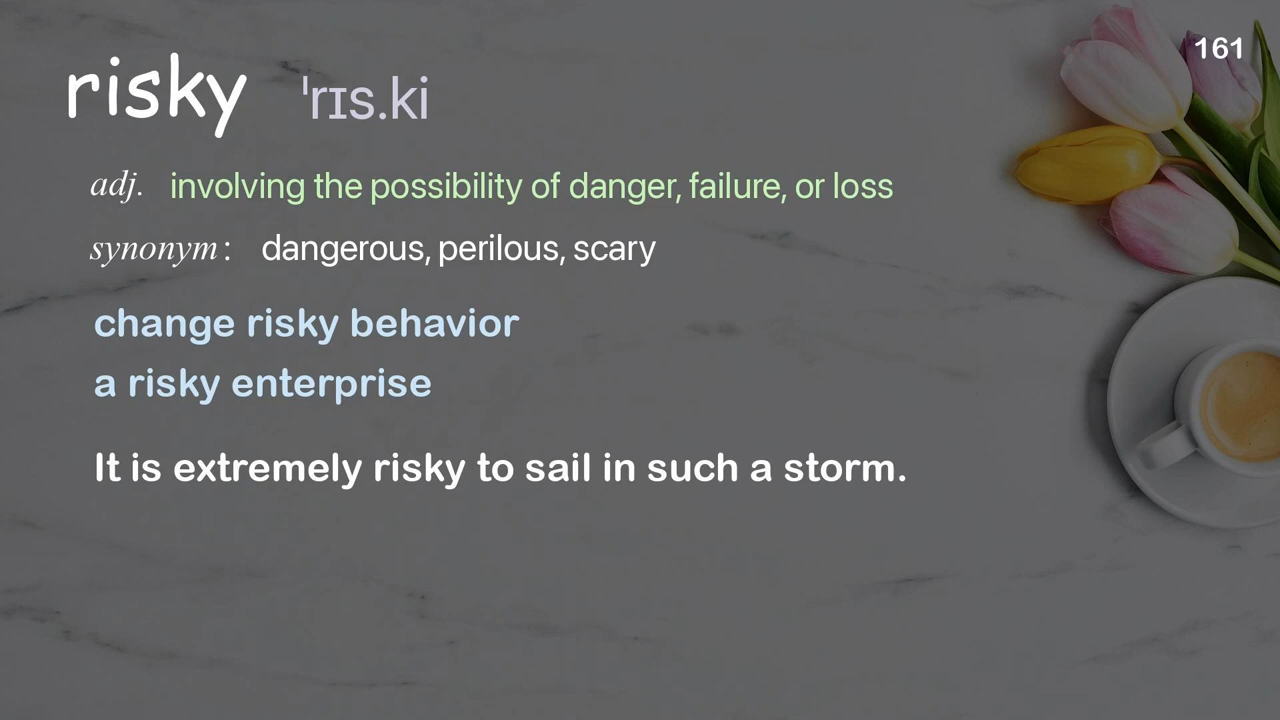 161
risky ˈrɪs.ki
adj. involving the possibility of danger, failure, or loss
synonym : dangerous, perilous, scary
change risky behavior
a risky enterprise
It is extremely risky to sail in such a storm.